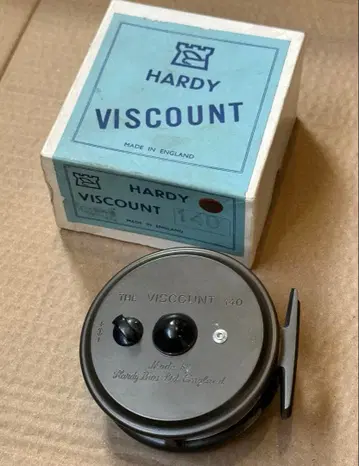 HARDY
VISCOUNT
MADE IN ENGLAND
HARDY
VISCOUNT 140
MADE IN ENGLAND
THE VISCOUNT 140
Made by
Hardy Bros. Ltd. England